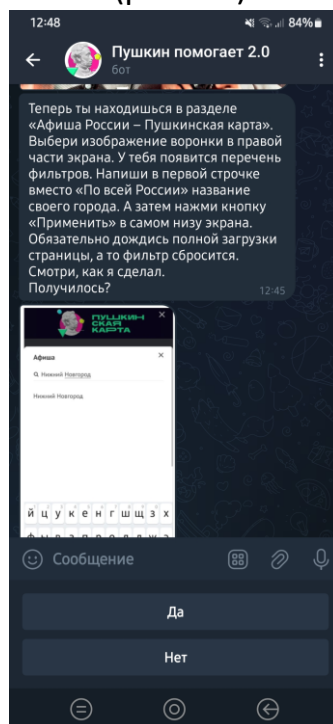 12:48
84%
Пушкин помогает 2.0
бот
Теперь ты находишься в разделе
«Афиша России – Пушкинская карта».
Выбери изображение воронки в правой
части экрана. У тебя появится перечень
фильтров. Напиши в первой строчке
вместо «По всей России» название
своего города. А затем нажми кнопку
«Применить» в самом низу экрана.
Обязательно дождись полной загрузки
страницы, а то фильтр сбросится.
Смотри, как я сделал.
Получилось?
12:45
ПУШКИН
СКАЯ
КАРТА
Афиша
Нижний Новгород
Нижний Новгород
й ц у к е н г ш щ з х
Сообщение
Да
Нет